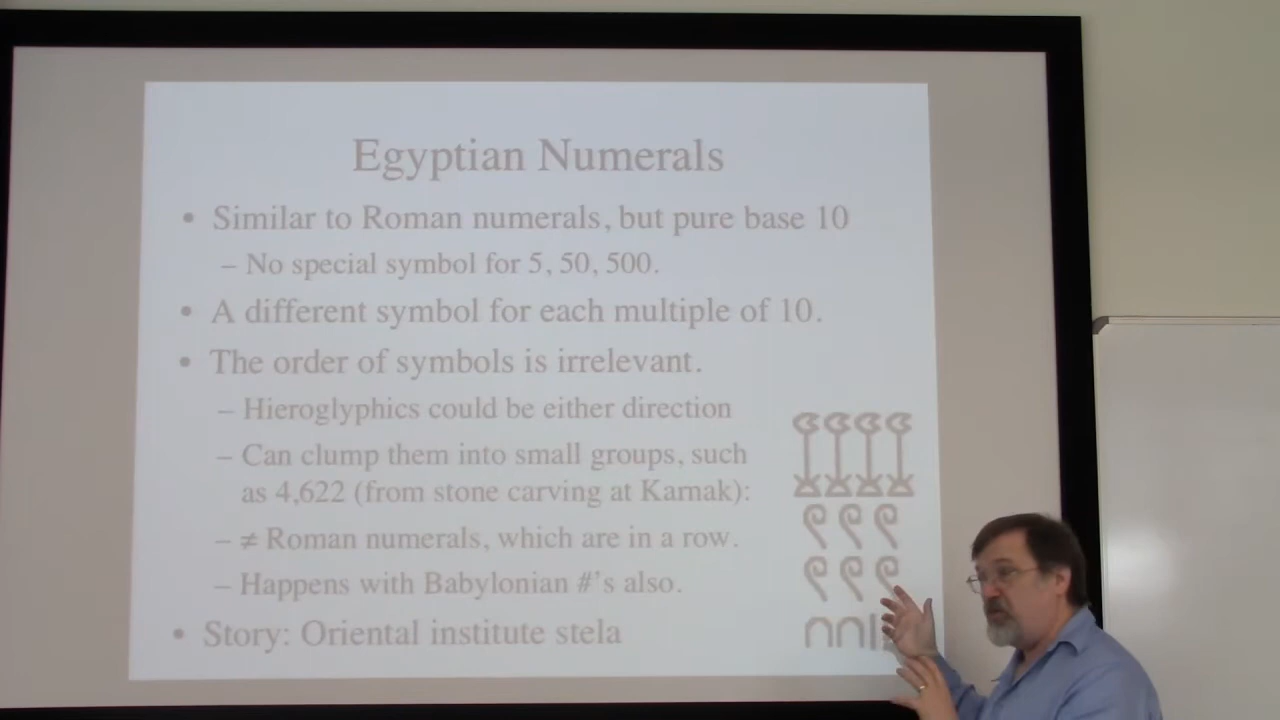 Egyptian Numerals
• Similar to Roman numerals, but pure base 10
– No special symbol for 5, 50, 500.
• A different symbol for each multiple of 10.
• The order of symbols is irrelevant.
– Hieroglyphics could be either direction
– Can clump them into small groups, such
as 4,622 (from stone carving at Karnak):
– ≠ Roman numerals, which are in a row.
– Happens with Babylonian #'s also.
• Story: Oriental institute stela